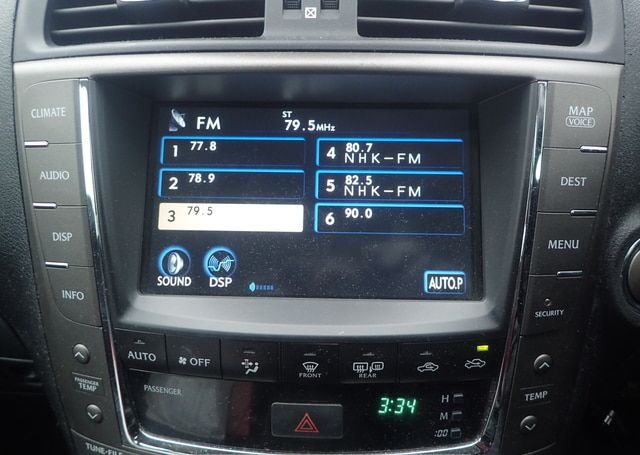 CLIMATE
AUDIO
DISP
INFO
PASSENGER
TEMP
TUNE·FILE
FM
ST
79.5MHz
1 77.8
2 78.9
3 79.5
4 80.7
NHK-FM
5 82.5
NHK-FM
6 90.0
SOUND
DSP
AUTO.P
MAP
VOICE
DEST
MENU
SECURITY
TEMP
AUTO
OFF
FRONT
REAR
PASSENGER
3:34
H
M
:00